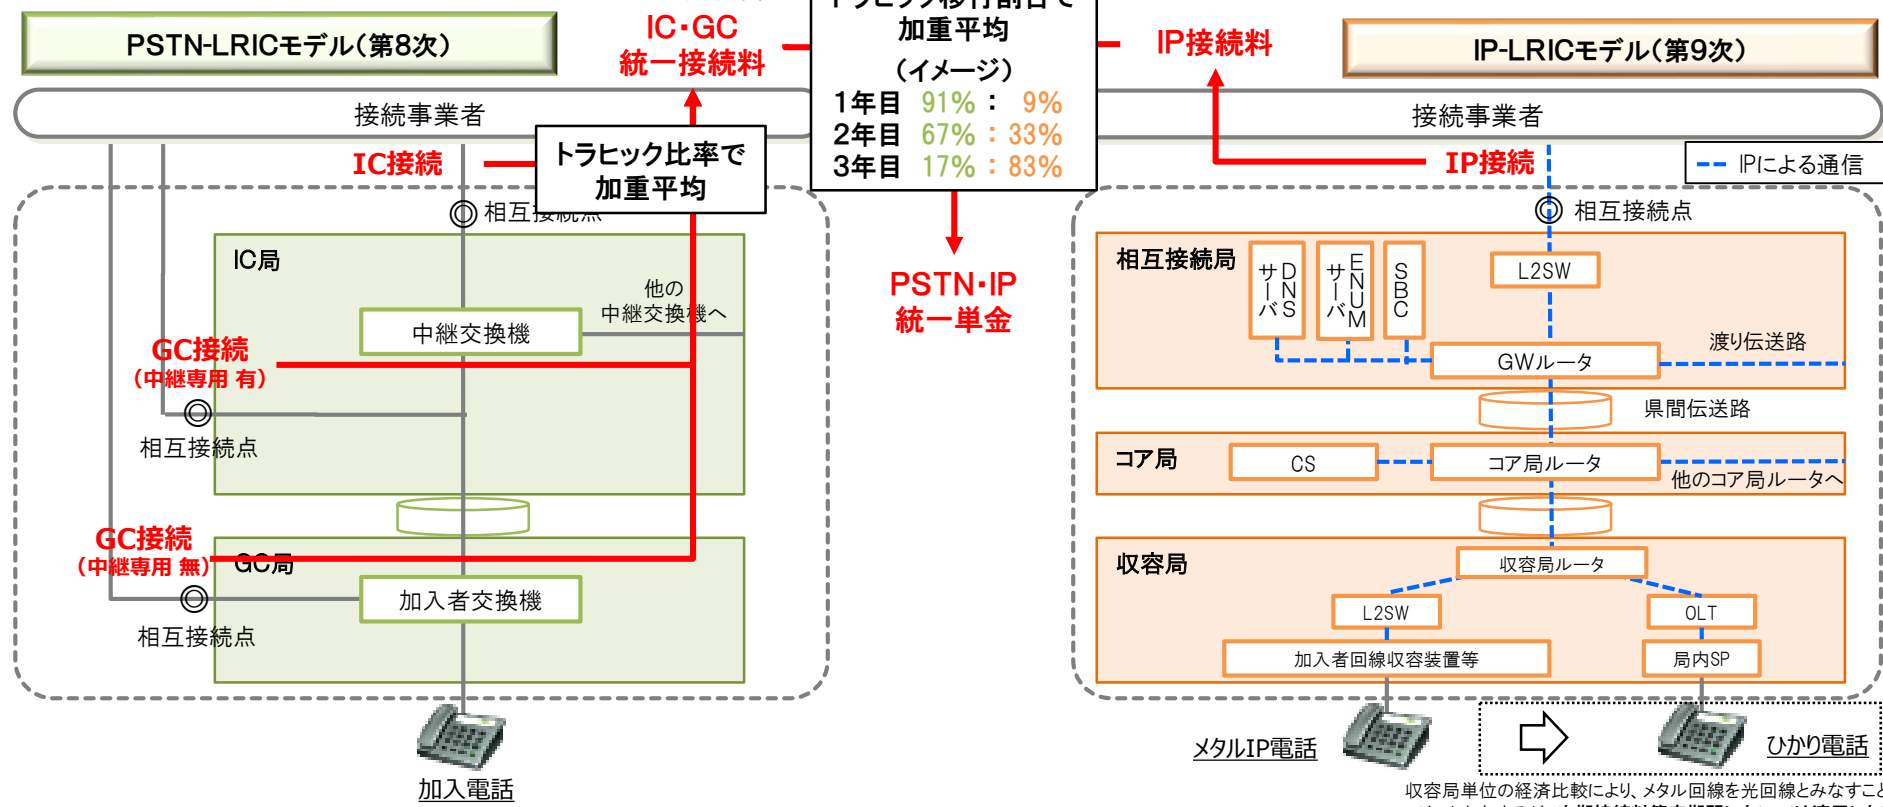 トラヒック移行割合で
加重平均
(イメージ)
1年目 91% : 9%
2年目 67% : 33%
3年目 17% : 83%
PSTN-LRICモデル(第8次)
IC・GC
統一接続料
IP接続料
IP-LRICモデル(第9次)
接続事業者
接続事業者
トラヒック比率で
加重平均
IC接続
IP接続
IPによる通信
相互接続点
相互接続点
IC局
他の
中継交換機へ
中継交換機
GC接続
(中継専用 有)
相互接続点
GC接続
(中継専用 無)
GC局
加入者交換機
相互接続点
加入電話
PSTN・IP
統一単金
相互接続局
DNSサーバ
ENUMサーバ
SBC
L2SW
GWルータ
渡り伝送路
県間伝送路
コア局
CS
コア局ルータ
他のコア局ルータへ
収容局
収容局ルータ
L2SW
OLT
加入者回線収容装置等
局内SP
メタルIP電話
ひかり電話
収容局単位の経済比較により、メタル回線を光回線とみなすこと